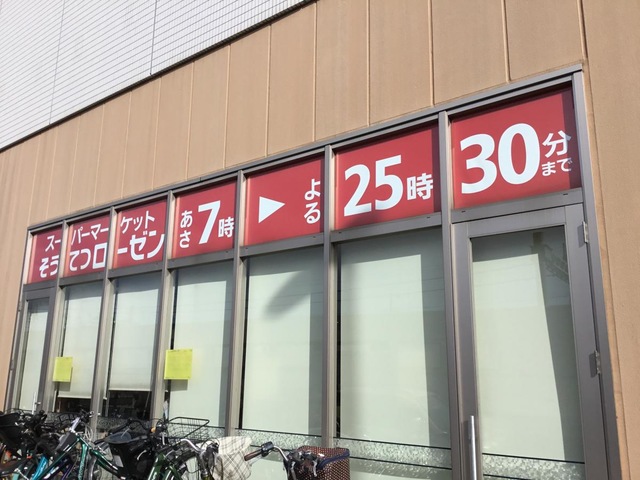 スーパーマーケット
そうてつローゼン
あさ7時
▶
よる
25時
30分まで